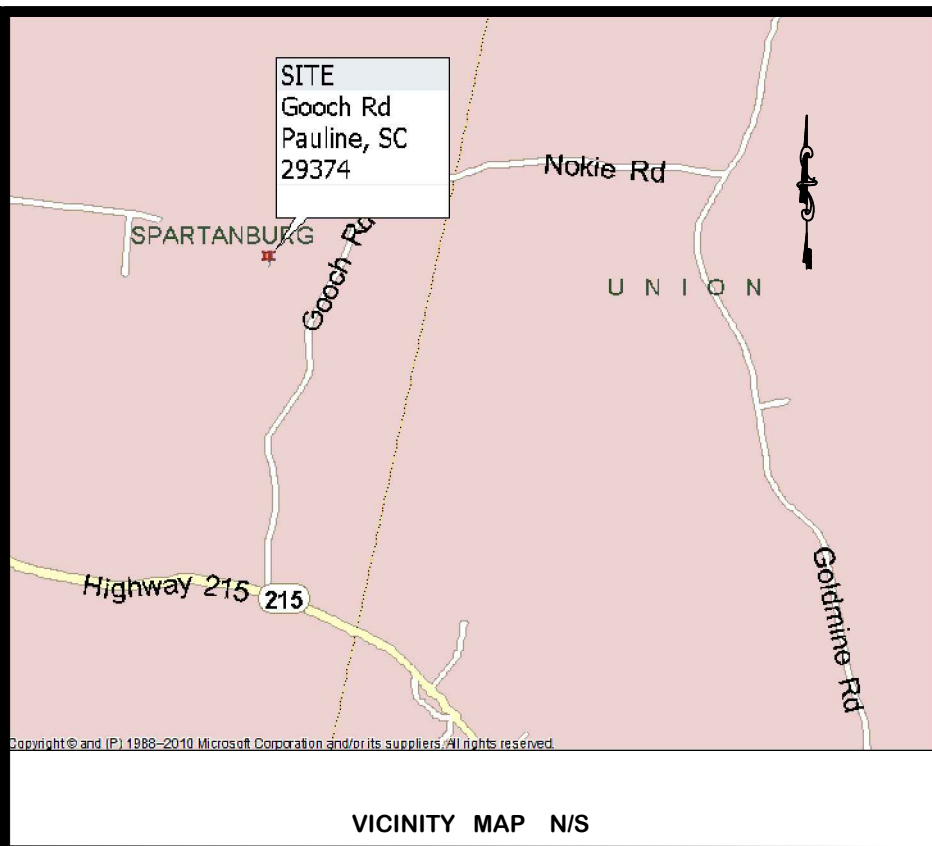 SITE
Gooch Rd
Pauline, SC
29374
Nokie Rd
SPARTANBURG
Gooch Rd
U N I O N
Highway 215
215
Goldmine Rd
Copyright © and (P) 1988–2010 Microsoft Corporation and/or its suppliers. All rights reserved.
VICINITY MAP N/S